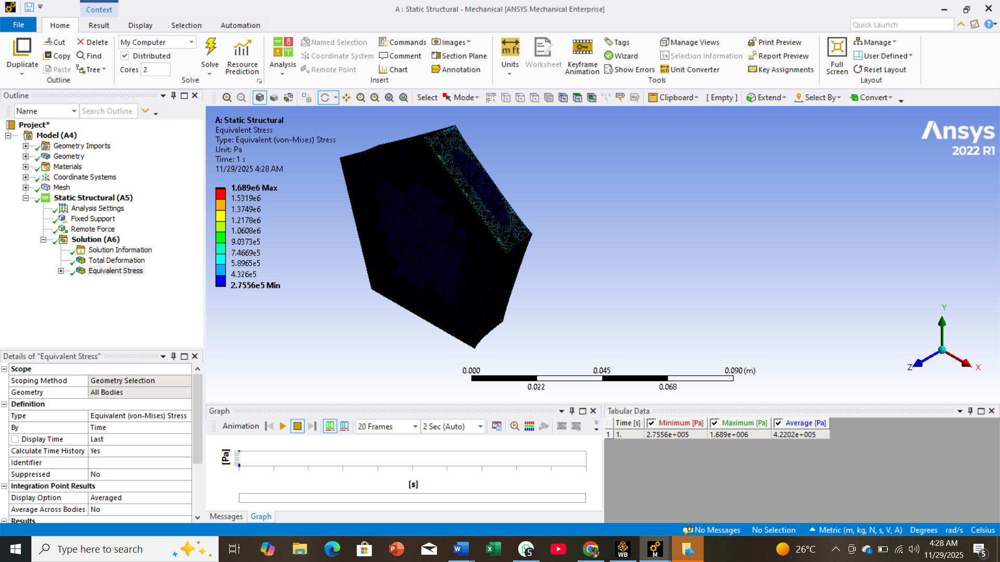 Context
A : Static Structural - Mechanical [ANSYS Mechanical Enterprise]
File Home Result Display Selection Automation
Quick Launch
Duplicate
Cut
Copy
Paste
Delete
Find
Tree
Outline
My Computer
Distributed
Cores 2
Solve
Resource
Prediction
Solve
Analysis
Named Selection
Coordinate System
Remote Point
Commands
Comment
Chart
Images
Section Plane
Annotation
Insert
Units
Worksheet
Keyframe
Animation
Tags
Wizard
Show Errors
Manage Views
Selection Information
Unit Converter
Print Preview
Report Preview
Key Assignments
Tools
Full
Screen
Manage
User Defined
Reset Layout
Layout
Outline
Name Search Outline
Project*
Model (A4)
Geometry Imports
Geometry
Materials
Coordinate Systems
Mesh
Static Structural (A5)
Analysis Settings
Fixed Support
Remote Force
Solution (A6)
Solution Information
Total Deformation
Equivalent Stress
Select Mode Clipboard [ Empty ] Extend Select By Convert
A: Static Structural
Equivalent Stress
Type: Equivalent (von-Mises) Stress
Unit: Pa
Time: 1 s
11/29/2025 4:28 AM
1.689e6 Max
1.5319e6
1.3749e6
1.2178e6
1.0608e6
9.0373e5
7.4669e5
5.8965e5
4.326e5
2.7556e5 Min
Ansys
2022 R1
Y
Z X
0.000 0.045 0.090 (m)
0.022 0.068
Details of "Equivalent Stress"
Scope
Scoping Method Geometry Selection
Geometry All Bodies
Definition
Type Equivalent (von-Mises) Stress
By Time
Display Time Last
Calculate Time History Yes
Identifier
Suppressed No
Integration Point Results
Display Option Averaged
Average Across Bodies No
Results
Graph
Animation 20 Frames 2 Sec (Auto)
[Pa]
[s]
Messages Graph
Tabular Data
Time [s] Minimum [Pa] Maximum [Pa] Average [Pa]
1 1. 2.7556e+005 1.689e+006 4.2202e+005
0 No Messages No Selection Metric (m, kg, N, s, V, A) Degrees rad/s Celsius
Type here to search
5
WB
M
26°C
4:28 AM
11/29/2025
5